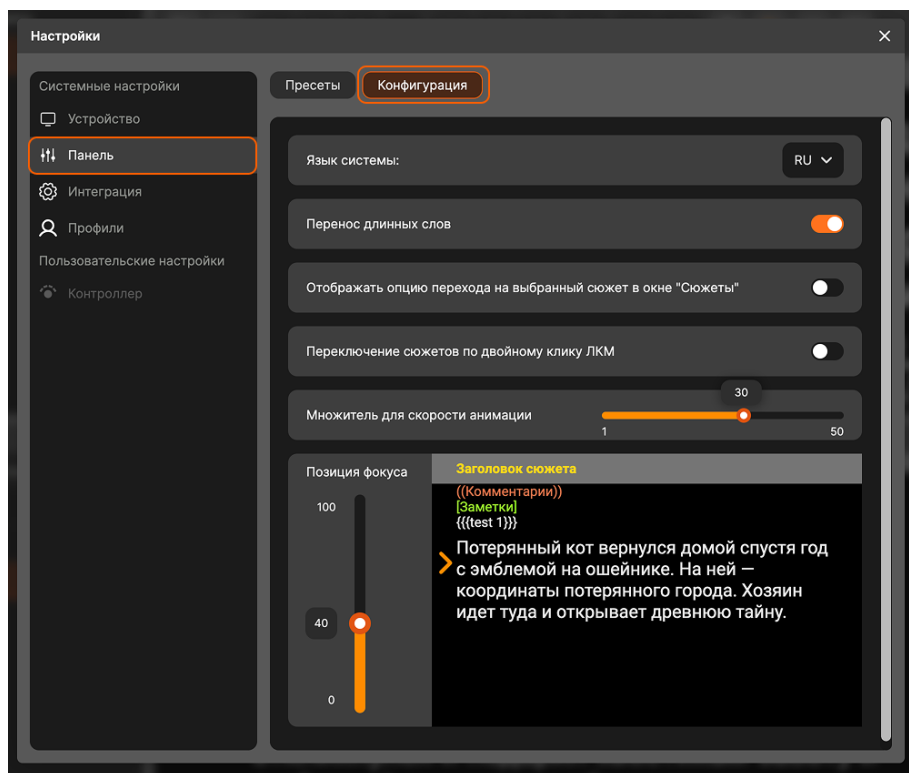 Настройки
Системные настройки
Устройство
Панель
Интеграция
Профили
Пользовательские настройки
Контроллер
Пресеты
Конфигурация
Язык системы:
RU
Перенос длинных слов
Отображать опцию перехода на выбранный сюжет в окне "Сюжеты"
Переключение сюжетов по двойному клику ЛКМ
Множитель для скорости анимации
30
1
50
Позиция фокуса
100
40
0
Заголовок сюжета
((Комментарии))
[Заметки]
{{{test 1}}}
Потерянный кот вернулся домой спустя год
с эмблемой на ошейнике. На ней —
координаты потерянного города. Хозяин
идет туда и открывает древнюю тайну.